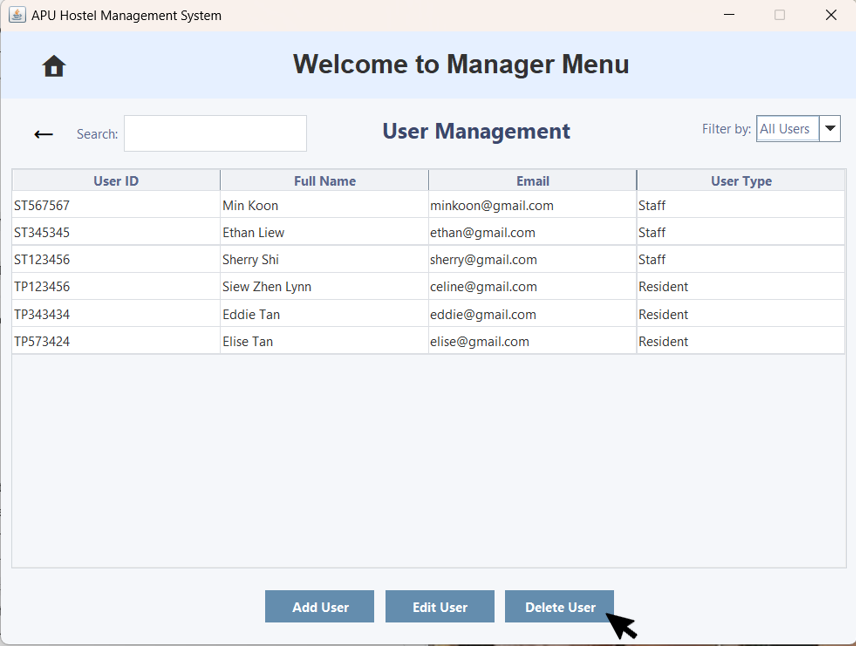 APU Hostel Management System
Welcome to Manager Menu
Search:
User Management
Filter by: All Users
User ID Full Name Email User Type
ST567567 Min Koon minkoon@gmail.com Staff
ST345345 Ethan Liew ethan@gmail.com Staff
ST123456 Sherry Shi sherry@gmail.com Staff
TP123456 Siew Zhen Lynn celine@gmail.com Resident
TP343434 Eddie Tan eddie@gmail.com Resident
TP573424 Elise Tan elise@gmail.com Resident
Add User Edit User Delete User